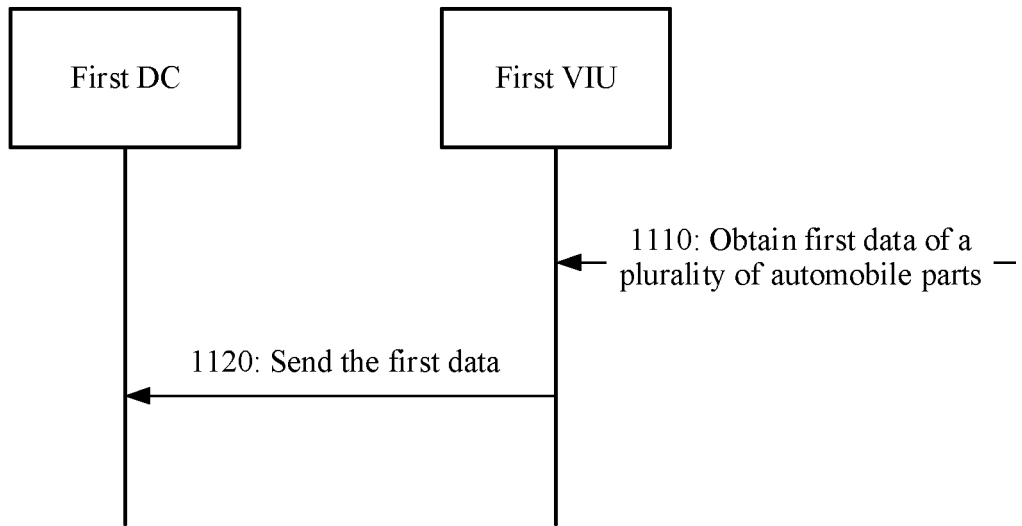 First DC
First VIU
1110: Obtain first data of a
plurality of automobile parts
1120: Send the first data